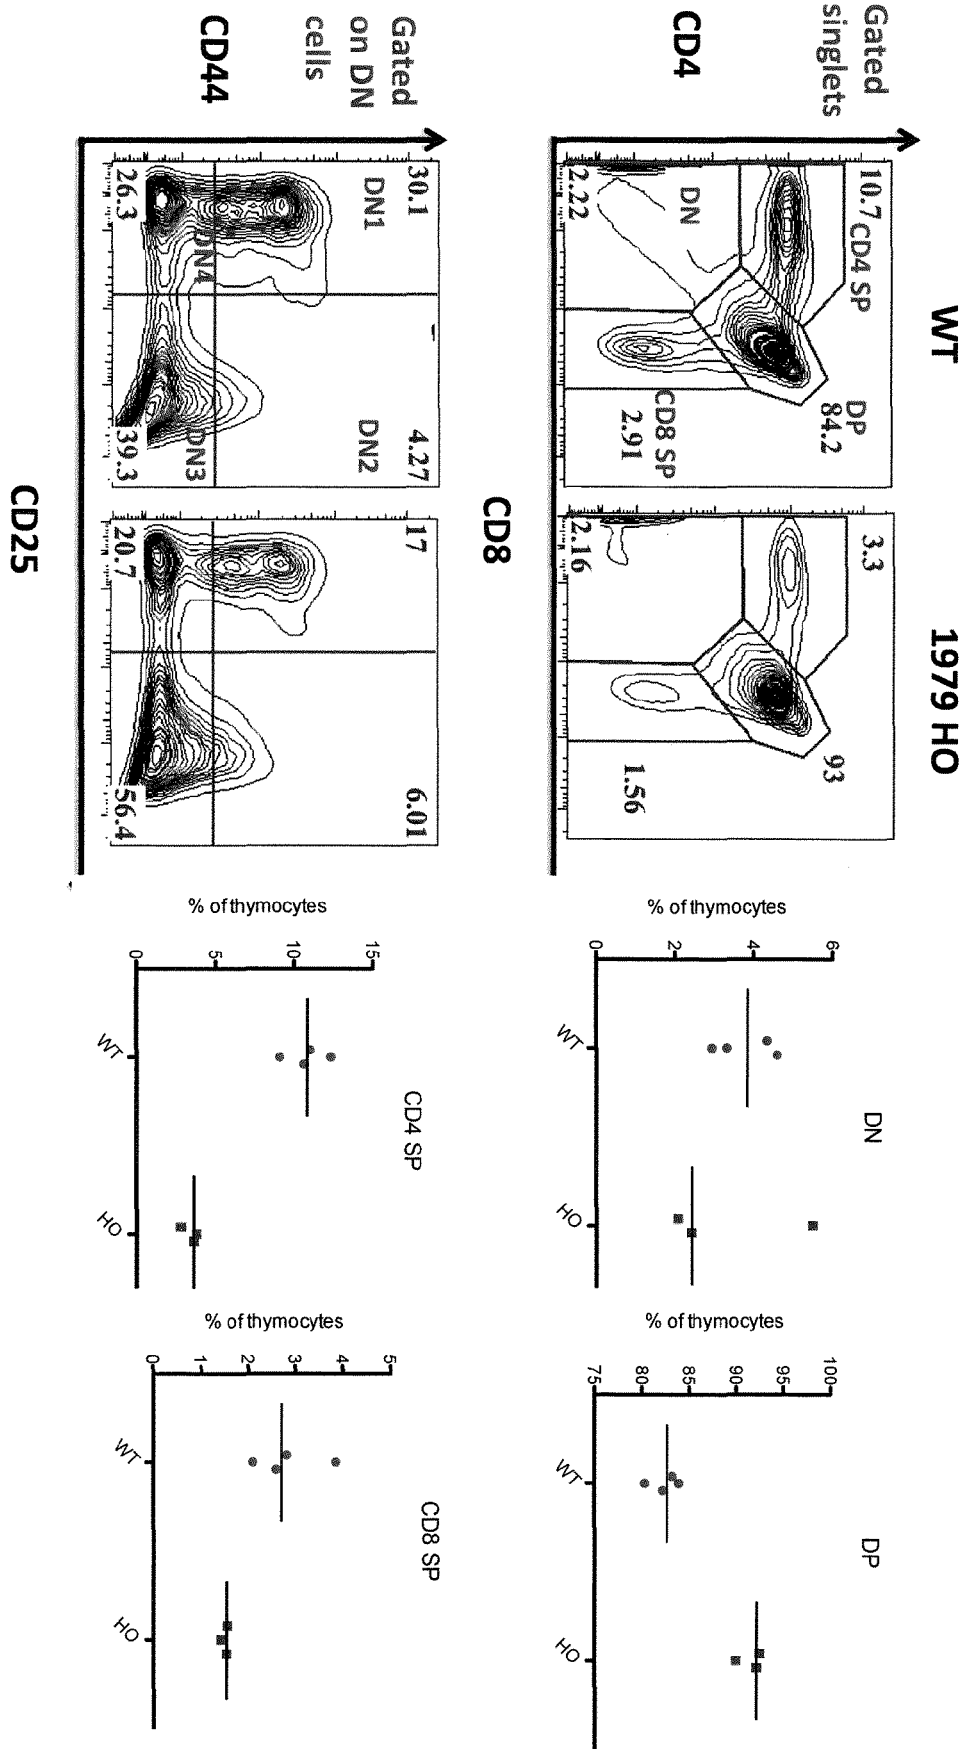 WT
1979 HO
Gated
singlets
CD4
10.7
CD4 SP
DP
84.2
DN
2.22
CD8 SP
2.91
3.3
93
2.16
1.56
CD8
Gated
on DN
cells
CD44
30.1
4.27
DN1
DN2
DN4
DN3
26.3
39.3
17
6.01
20.7
56.4
CD25
DN
% of thymocytes
6
4
2
0
WT
HO
DP
% of thymocytes
100
95
90
85
80
75
WT
HO
CD4 SP
% of thymocytes
15
10
5
0
WT
HO
CD8 SP
% of thymocytes
5
4
3
2
1
0
WT
HO